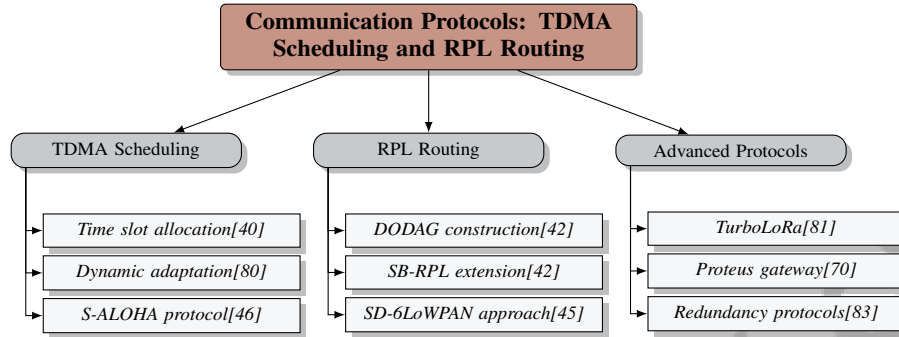 Communication Protocols: TDMA
Scheduling and RPL Routing
TDMA Scheduling
Time slot allocation[40]
Dynamic adaptation[80]
S-ALOHA protocol[46]
RPL Routing
DODAG construction[42]
SB-RPL extension[42]
SD-6LoWPAN approach[45]
Advanced Protocols
TurboLoRa[81]
Proteus gateway[70]
Redundancy protocols[83]